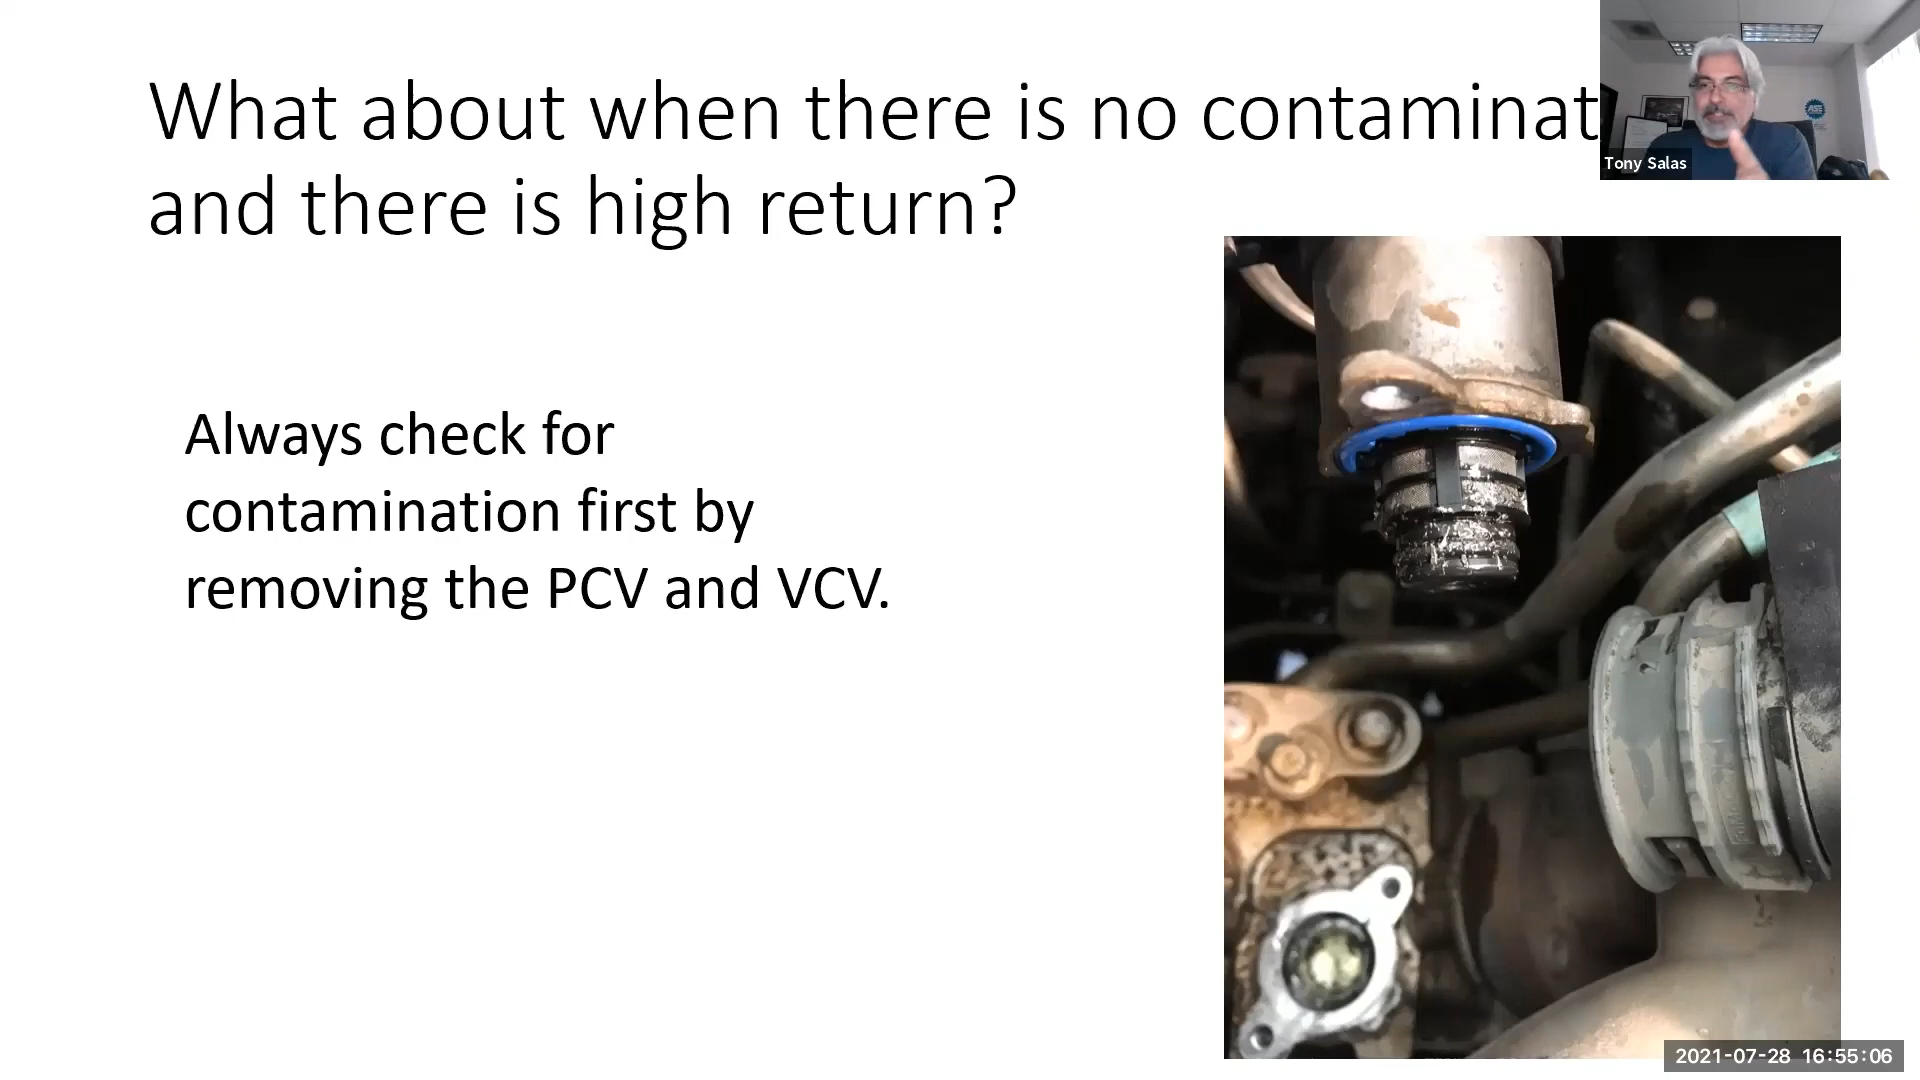 What about when there is no contaminat
and there is high return?
Tony Salas
ASE
Always check for
contamination first by
removing the PCV and VCV.
2021-07-28 16:55:06